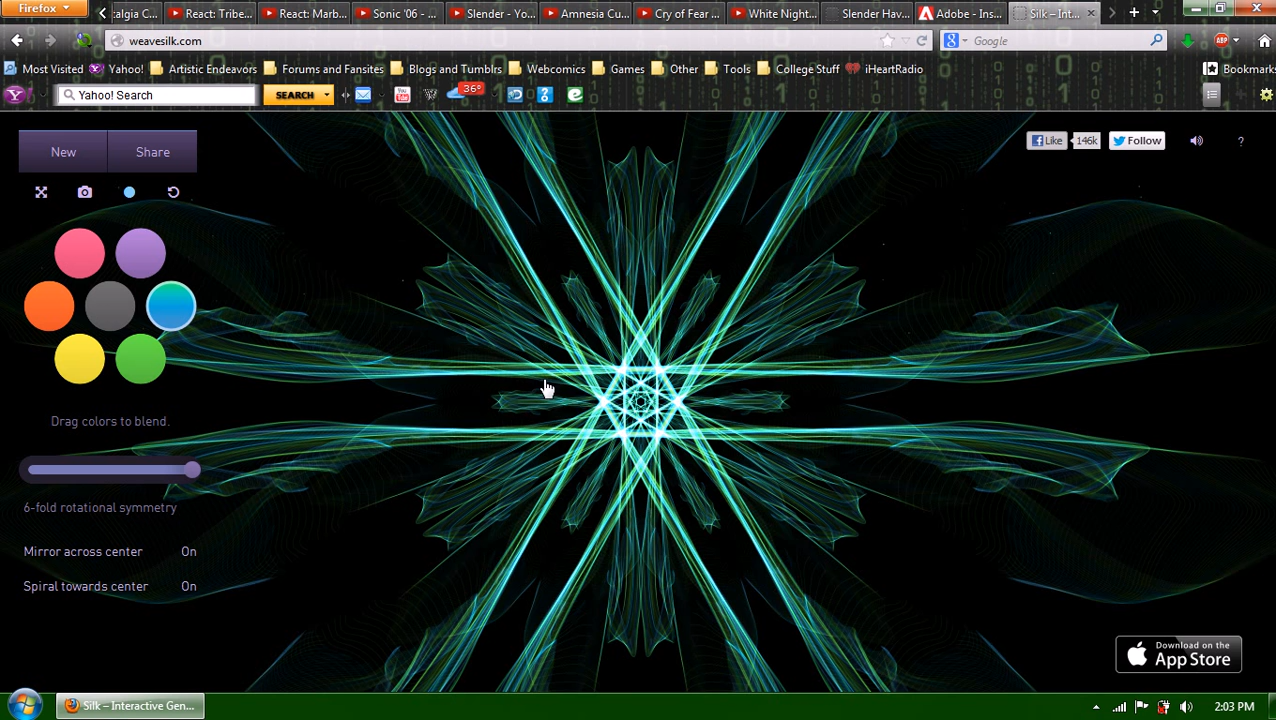 Firefox
talgia C...
React: Tribe...
React: Marb...
Sonic '06 - ...
Slender - Yo...
Amnesia Cu...
Cry of Fear ...
White Night...
Slender Hav...
Adobe - Ins...
Silk – Int...
weavesilk.com
Google
Most Visited
Yahoo!
Artistic Endeavors
Forums and Fansites
Blogs and Tumblrs
Webcomics
Games
Other
Tools
College Stuff
iHeartRadio
Bookmarks
Yahoo! Search
SEARCH
36°
New
Share
Like
146k
Follow
?
Drag colors to blend.
6-fold rotational symmetry
Mirror across center On
Spiral towards center On
Download on the
App Store
Silk – Interactive Gen...
2:03 PM